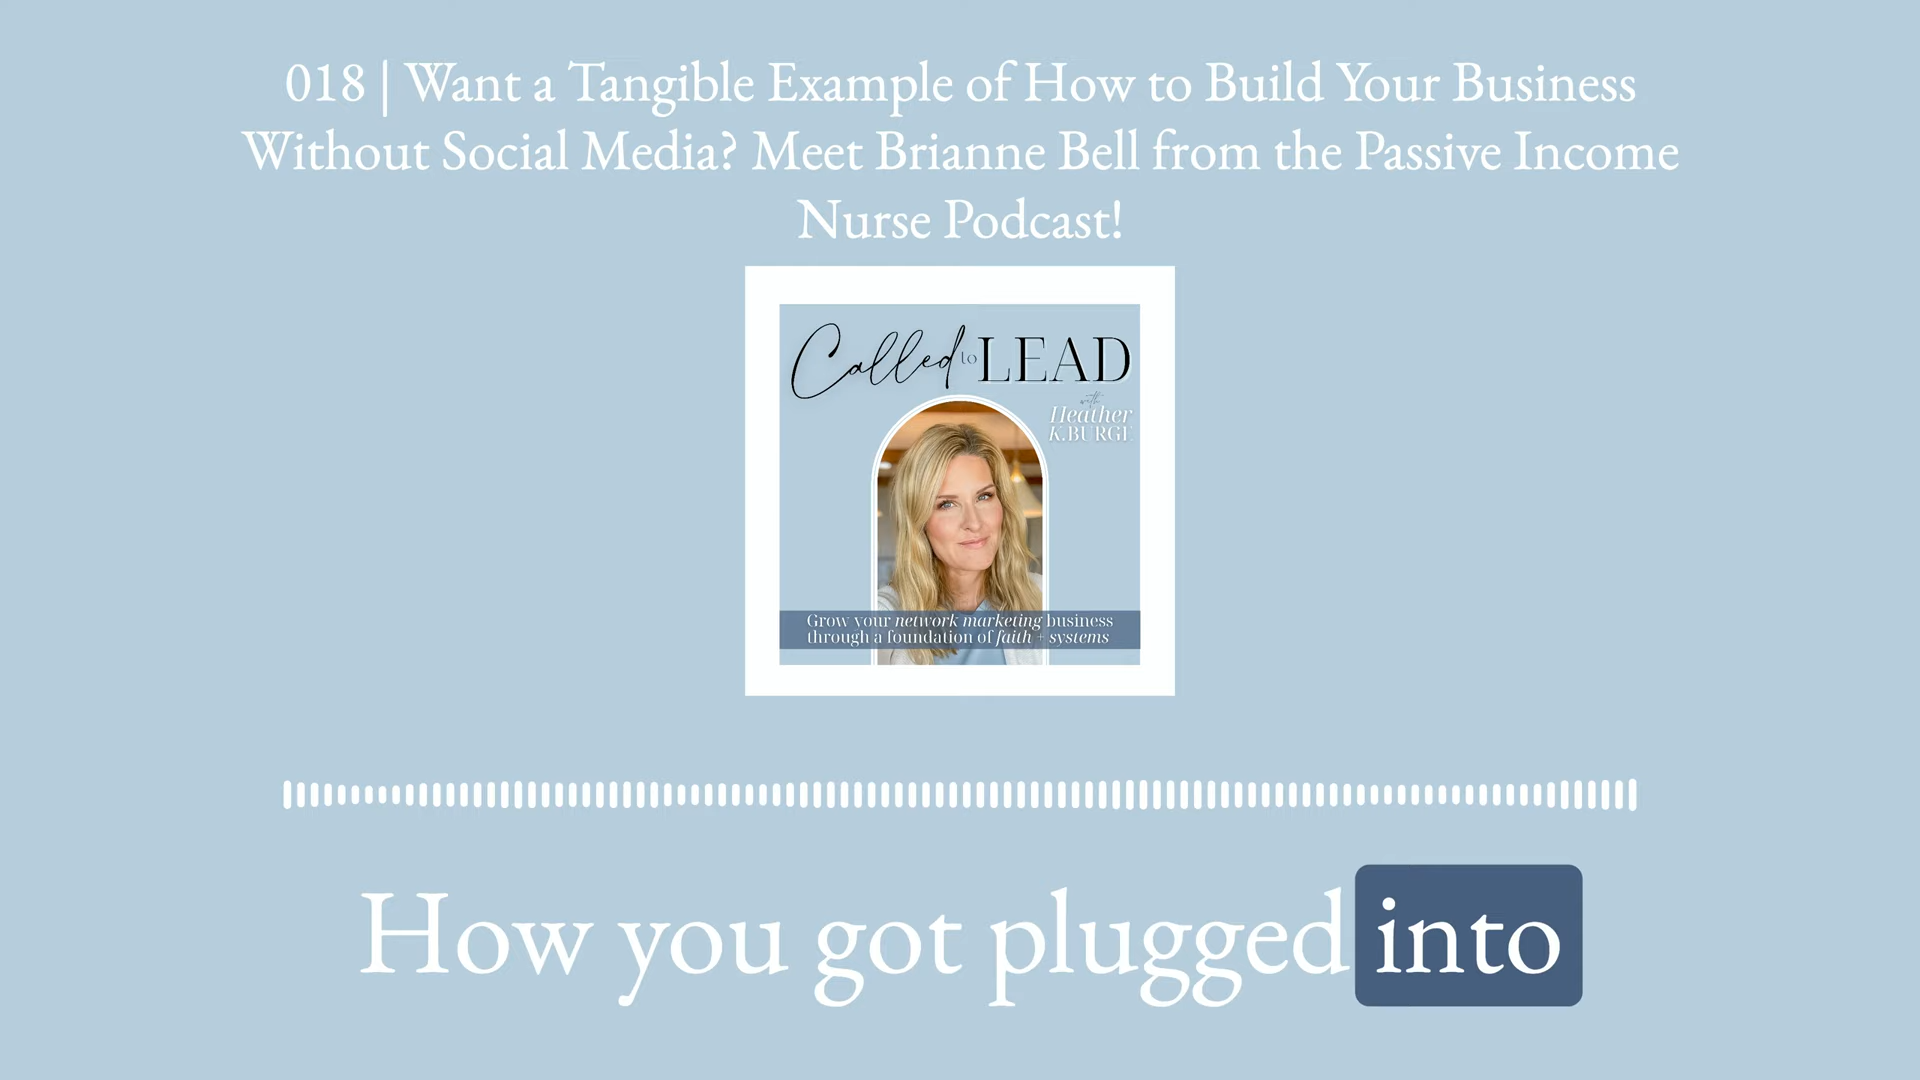 018 | Want a Tangible Example of How to Build Your Business
Without Social Media? Meet Brianne Bell from the Passive Income
Nurse Podcast!
Called to LEAD
with
Heather
K.BURGE
Grow your network marketing business
through a foundation of faith + systems
How you got plugged into